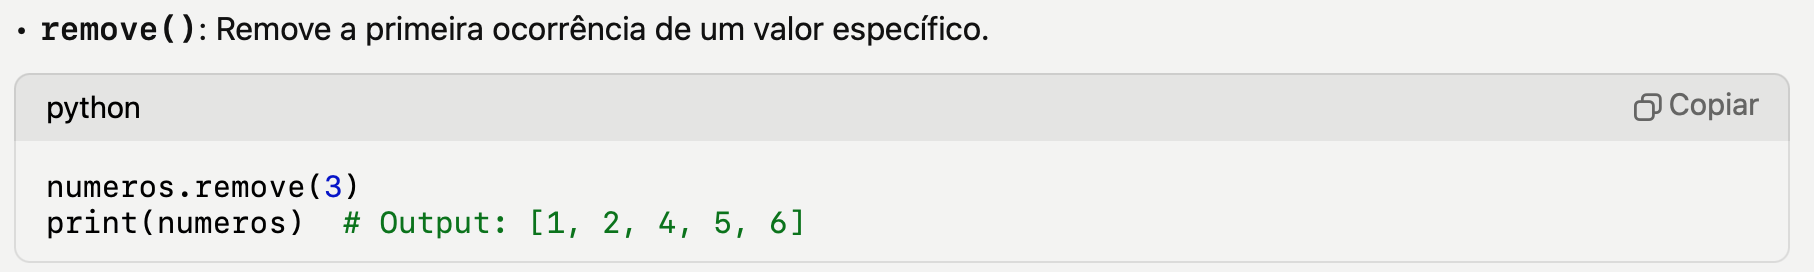 • remove(): Remove a primeira ocorrência de um valor específico.
python
Copiar
numeros.remove(3)
print(numeros)  # Output: [1, 2, 4, 5, 6]